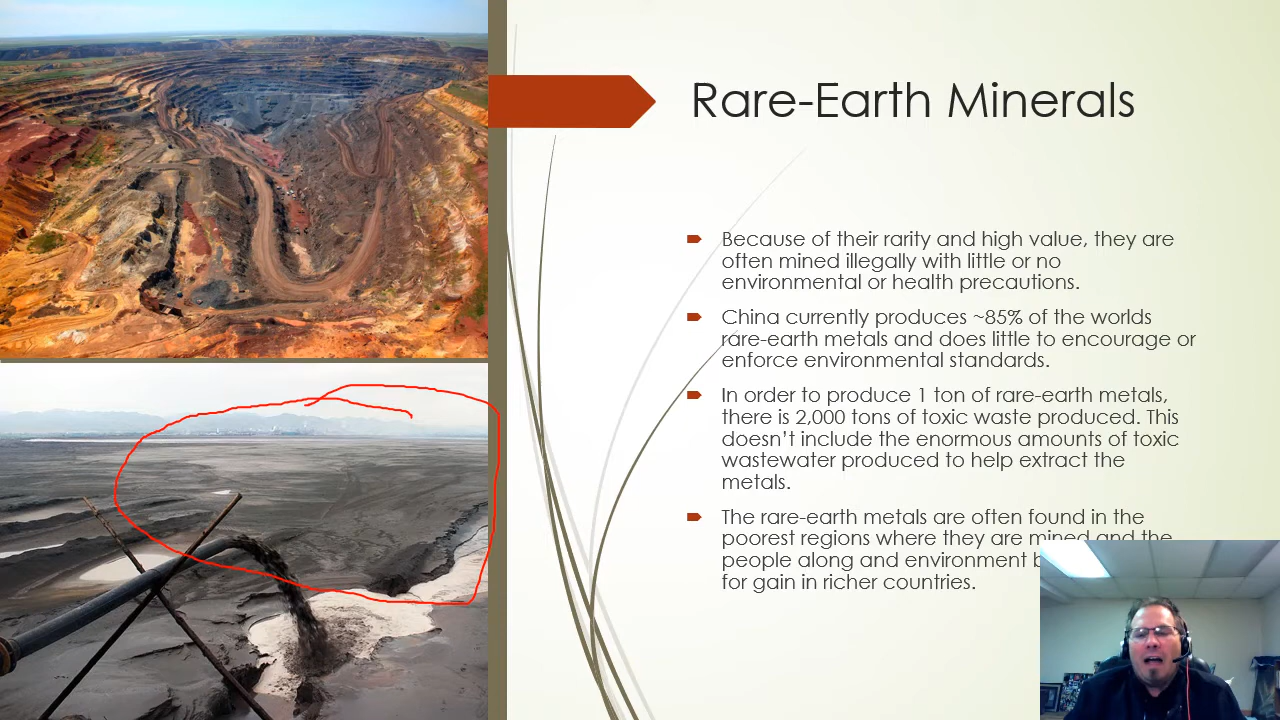 Rare-Earth Minerals
Because of their rarity and high value, they are
often mined illegally with little or no
environmental or health precautions.
China currently produces ~85% of the worlds
rare-earth metals and does little to encourage or
enforce environmental standards.
In order to produce 1 ton of rare-earth metals,
there is 2,000 tons of toxic waste produced. This
doesn't include the enormous amounts of toxic
wastewater produced to help extract the
metals.
The rare-earth metals are often found in the
poorest regions where they are mined and the
people along and environment
for gain in richer countries.